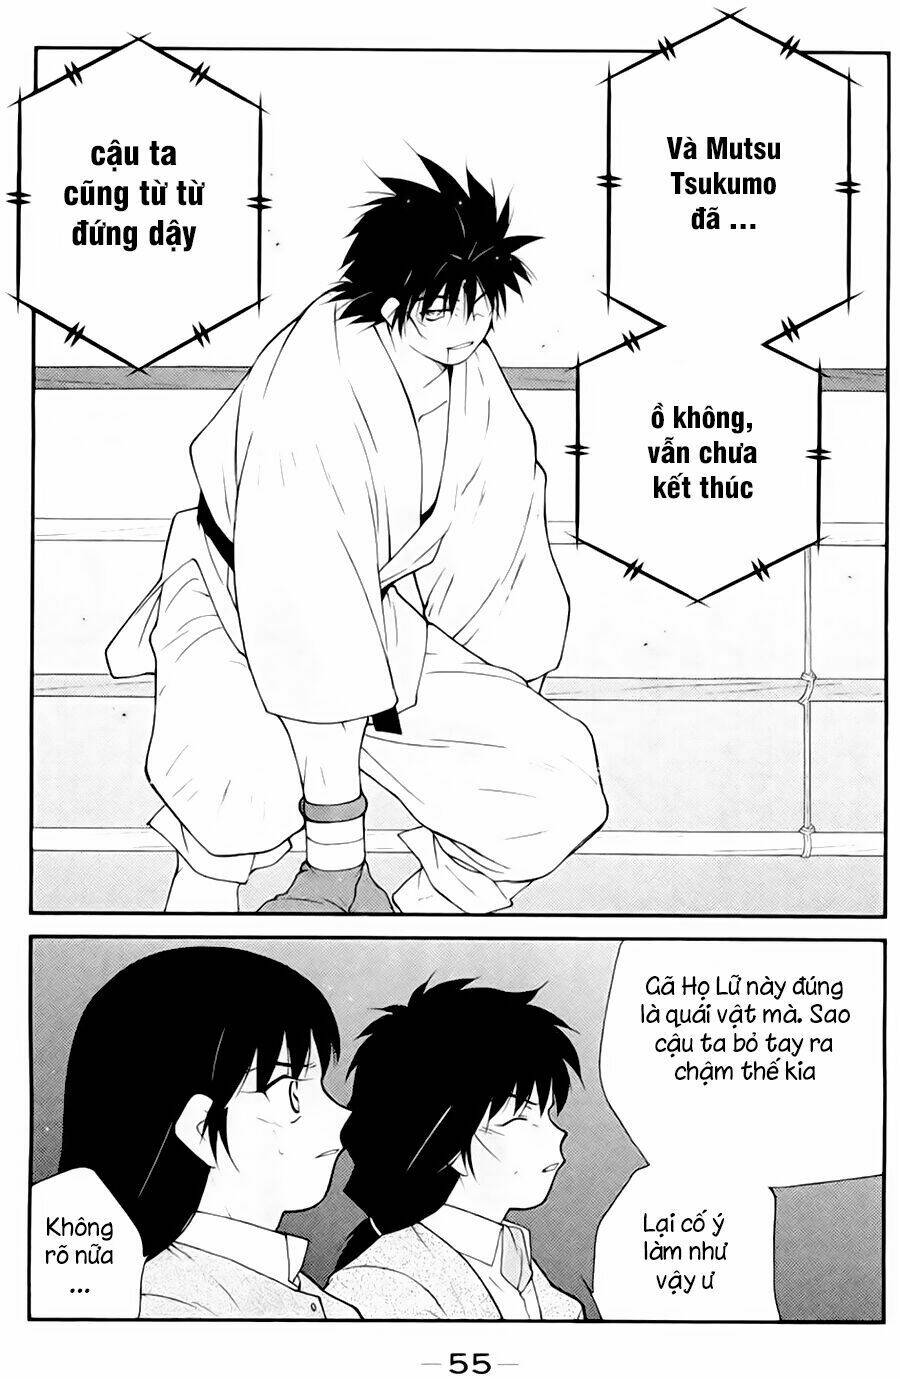 Và Mutsu
Tsukumo
đã ...
ồ không,
vẫn chưa
kết thúc
cậu ta
cũng từ từ
đứng dậy
Gã Họ Lữ này đúng
là quái vật mà. Sao
cậu ta bỏ tay ra
chậm thế kia
Lại cố ý
làm như
vậy ư
Không
rõ nữa
...
— 55 —